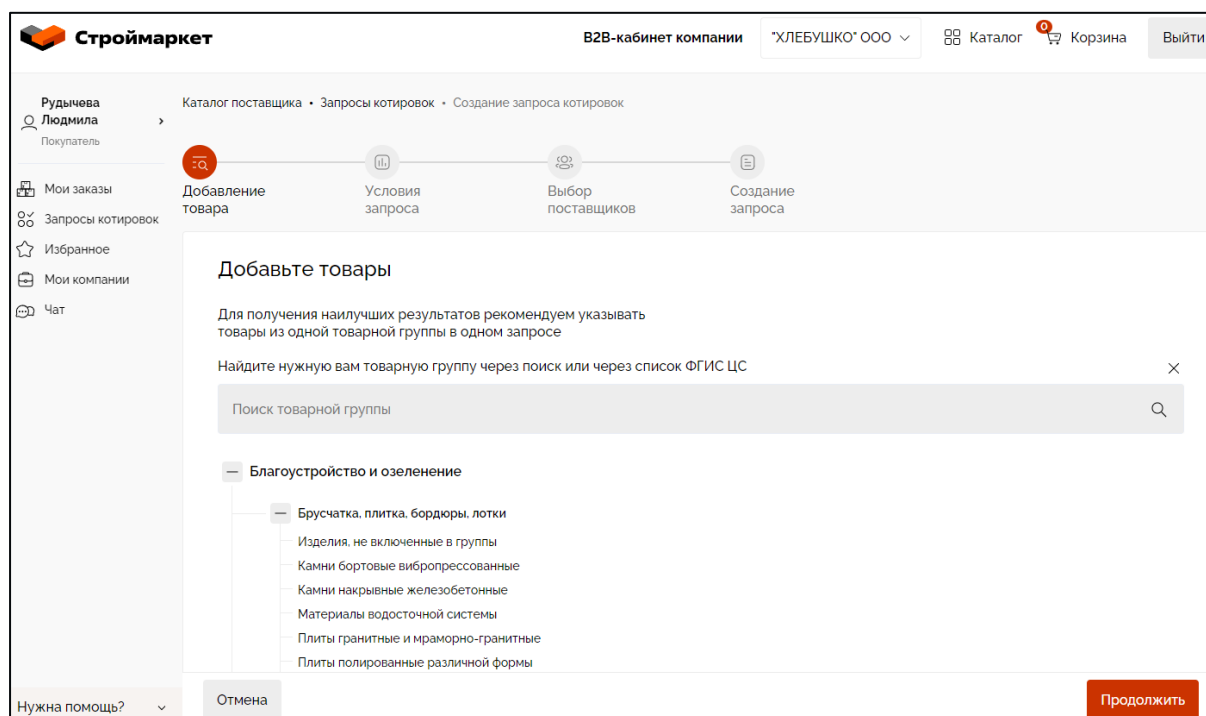 Строймаркет
B2B-кабинет компании
"ХЛЕБУШКО" ООО
Каталог
0
Корзина
Выйти
Рудычева
Людмила
Покупатель
Мои заказы
Запросы котировок
Избранное
Мои компании
Чат
Каталог поставщика • Запросы котировок • Создание запроса котировок
Добавление
товара
Условия
запроса
Выбор
поставщиков
Создание
запроса
Добавьте товары
Для получения наилучших результатов рекомендуем указывать
товары из одной товарной группы в одном запросе
Найдите нужную вам товарную группу через поиск или через список ФГИС ЦС
Поиск товарной группы
Благоустройство и озеленение
Брусчатка, плитка, бордюры, лотки
Изделия, не включенные в группы
Камни бортовые вибропрессованные
Камни накрывные железобетонные
Материалы водосточной системы
Плиты гранитные и мраморно-гранитные
Плиты полированные различной формы
Нужна помощь?
Отмена
Продолжить